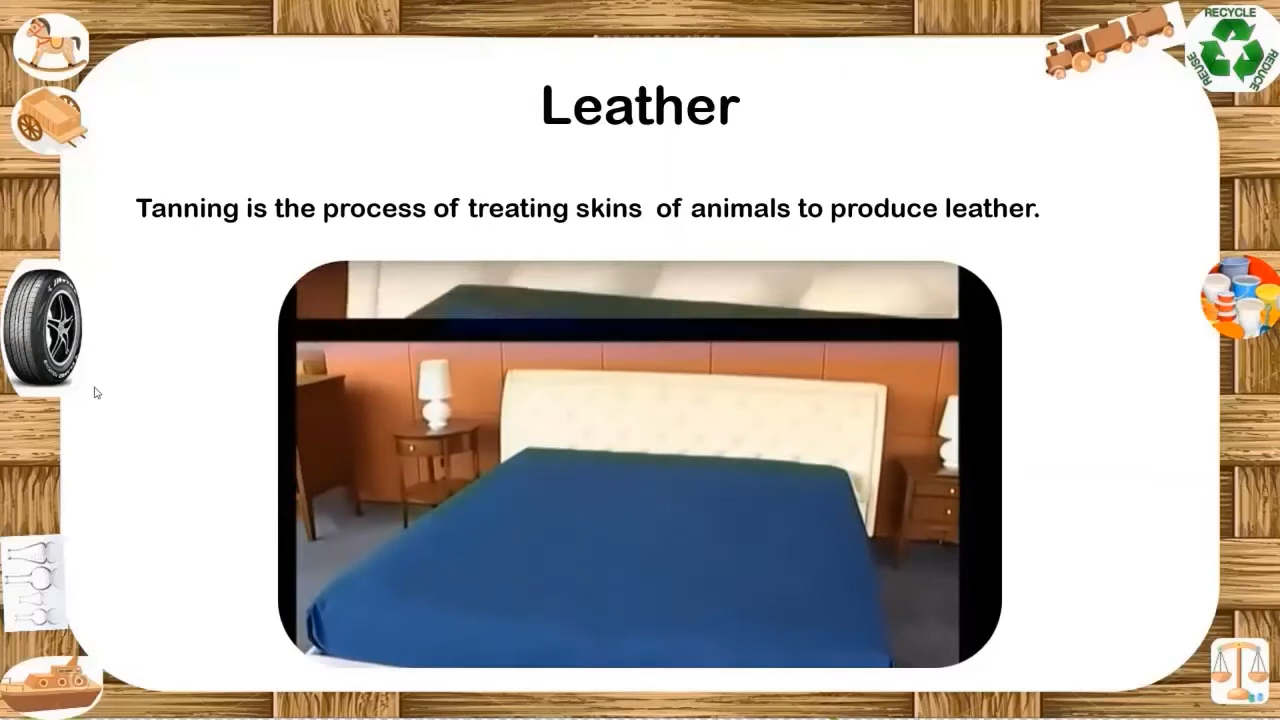 RECYCLE
REUSE
REDUCE
Leather
Tanning is the process of treating skins of animals to produce leather.